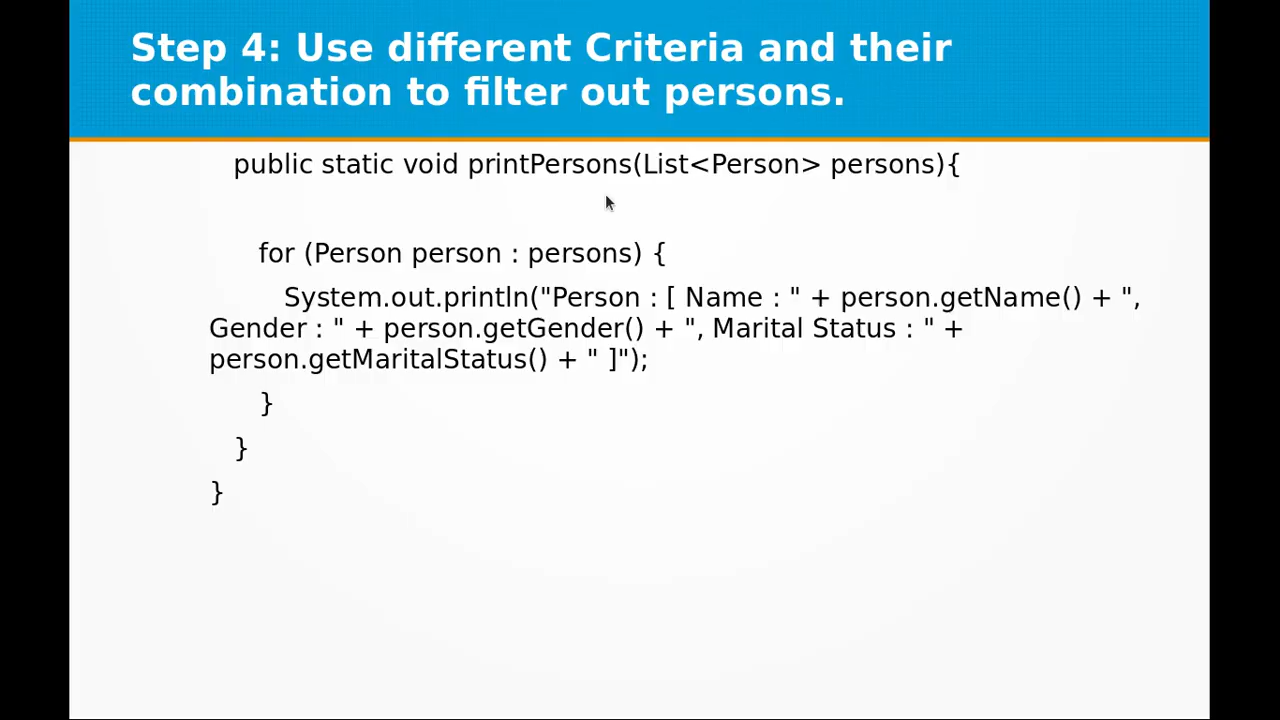 Step 4: Use different Criteria and their
combination to filter out persons.
public static void printPersons(List<Person> persons){
for (Person person : persons) {
System.out.println("Person : [ Name : " + person.getName() + ",
Gender : " + person.getGender() + ", Marital Status : " +
person.getMaritalStatus() + " ]");
}
}
}